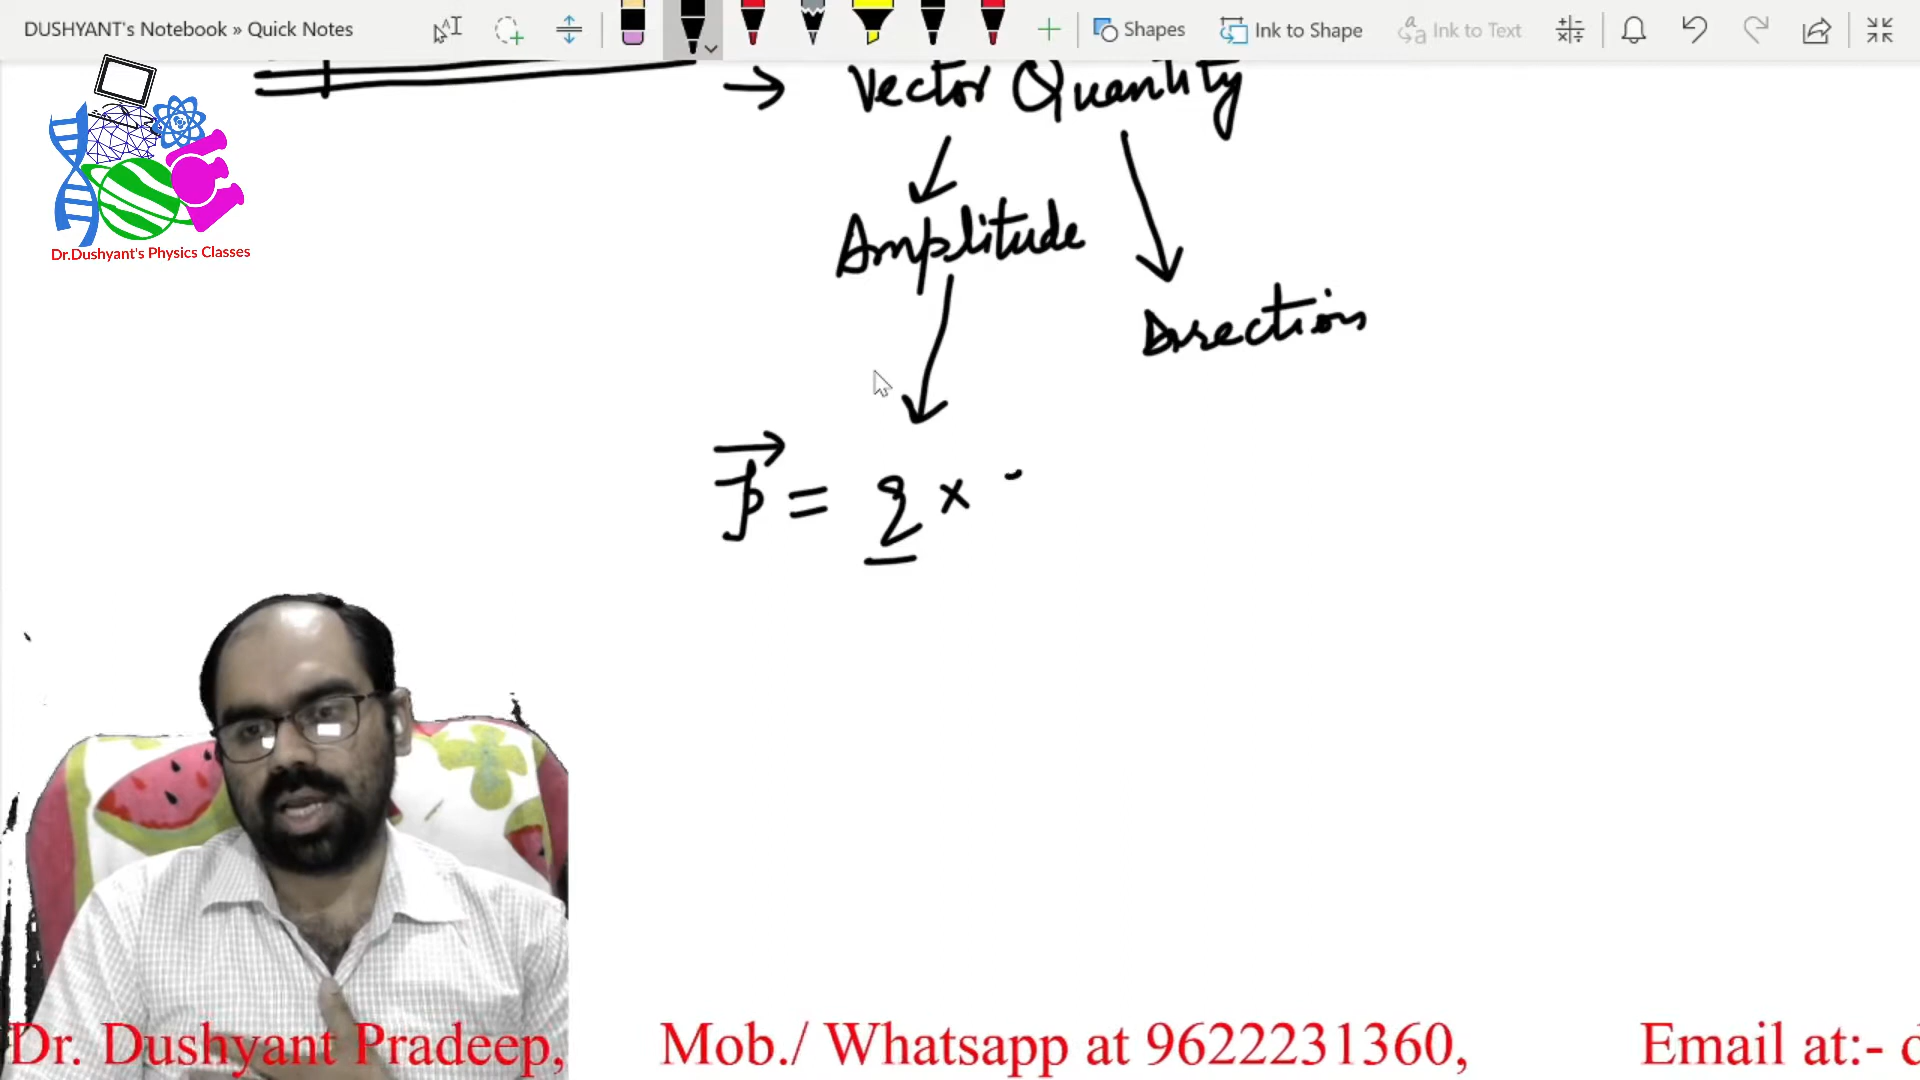 DUSHYANT's Notebook » Quick Notes
Shapes
Ink to Shape
Ink to Text
→ Vector Quantity
Dr.Dushyant's Physics Classes
Amplitude
Direction
p = q ×
Dr. Dushyant Pradeep, Mob./ Whatsapp at 9622231360, Email at:- d